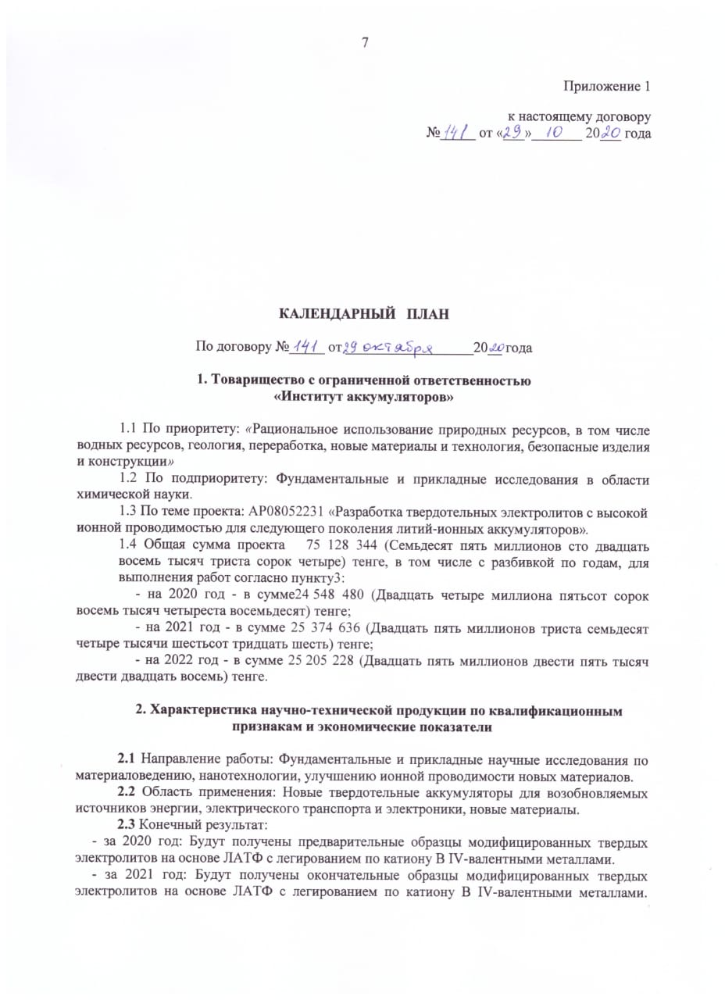 7
Приложение 1
к настоящему договору
№ 141 от «29» 10 2020 года
КАЛЕНДАРНЫЙ ПЛАН
По договору № 141 от 29 октября 2020 года
1. Товарищество с ограниченной ответственностью
«Институт аккумуляторов»
1.1 По приоритету: «Рациональное использование природных ресурсов, в том числе
водных ресурсов, геология, переработка, новые материалы и технология, безопасные изделия
и конструкции»
1.2 По подприоритету: Фундаментальные и прикладные исследования в области
химической науки.
1.3 По теме проекта: АР08052231 «Разработка твердотельных электролитов с высокой
ионной проводимостью для следующего поколения литий-ионных аккумуляторов».
1.4 Общая сумма проекта 75 128 344 (Семьдесят пять миллионов сто двадцать
восемь тысяч триста сорок четыре) тенге, в том числе с разбивкой по годам, для
выполнения работ согласно пункту3:
- на 2020 год - в сумме24 548 480 (Двадцать четыре миллиона пятьсот сорок
восемь тысяч четыреста восемьдесят) тенге;
- на 2021 год - в сумме 25 374 636 (Двадцать пять миллионов триста семьдесят
четыре тысячи шестьсот тридцать шесть) тенге;
- на 2022 год - в сумме 25 205 228 (Двадцать пять миллионов двести пять тысяч
двести двадцать восемь) тенге.
2. Характеристика научно-технической продукции по квалификационным
признакам и экономические показатели
2.1 Направление работы: Фундаментальные и прикладные научные исследования по
материаловедению, нанотехнологии, улучшению ионной проводимости новых материалов.
2.2 Область применения: Новые твердотельные аккумуляторы для возобновляемых
источников энергии, электрического транспорта и электроники, новые материалы.
2.3 Конечный результат:
- за 2020 год: Будут получены предварительные образцы модифицированных твердых
электролитов на основе ЛАТФ с легированием по катиону В IV-валентными металлами.
- за 2021 год: Будут получены окончательные образцы модифицированных твердых
электролитов на основе ЛАТФ с легированием по катиону В IV-валентными металлами.